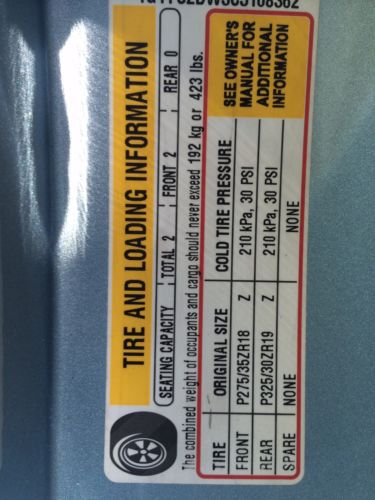 TIRE AND LOADING INFORMATION
SEATING CAPACITY TOTAL 2 FRONT 2 REAR 0
The combined weight of occupants and cargo should never exceed 192 kg or 423 lbs.
TIRE ORIGINAL SIZE COLD TIRE PRESSURE
FRONT P275/35ZR18 Z 210 kPa, 30 PSI
REAR P325/30ZR19 Z 210 kPa, 30 PSI
SPARE NONE NONE
SEE OWNER'S
MANUAL FOR
ADDITIONAL
INFORMATION